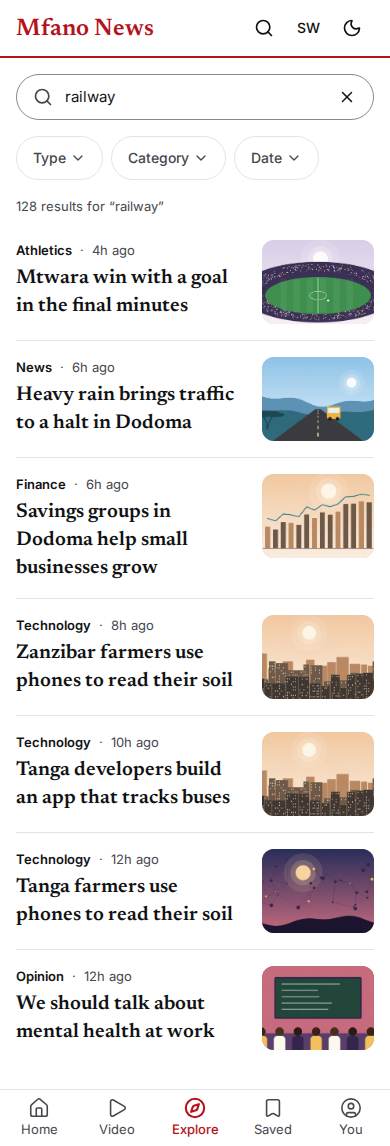 Mfano News
SW
railway
Type
Category
Date
128 results for “railway”
Athletics · 4h ago
Mtwara win with a goal
in the final minutes
News · 6h ago
Heavy rain brings traffic
to a halt in Dodoma
Finance · 6h ago
Savings groups in
Dodoma help small
businesses grow
Technology · 8h ago
Zanzibar farmers use
phones to read their soil
Technology · 10h ago
Tanga developers build
an app that tracks buses
Technology · 12h ago
Tanga farmers use
phones to read their soil
Opinion · 12h ago
We should talk about
mental health at work
Home
Video
Explore
Saved
You